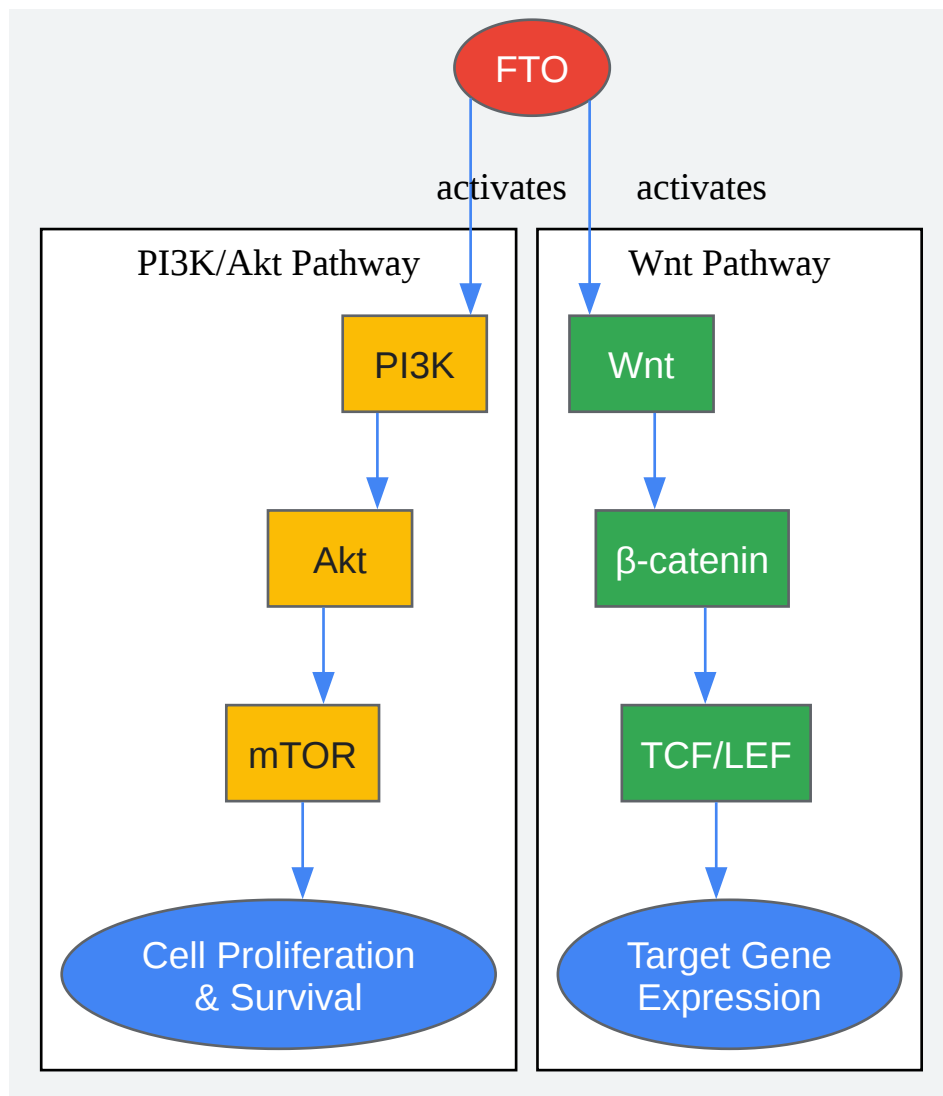 FTO
activates
activates
PI3K/Akt Pathway
PI3K
Akt
mTOR
Cell Proliferation
& Survival
Wnt Pathway
Wnt
β-catenin
TCF/LEF
Target Gene
Expression